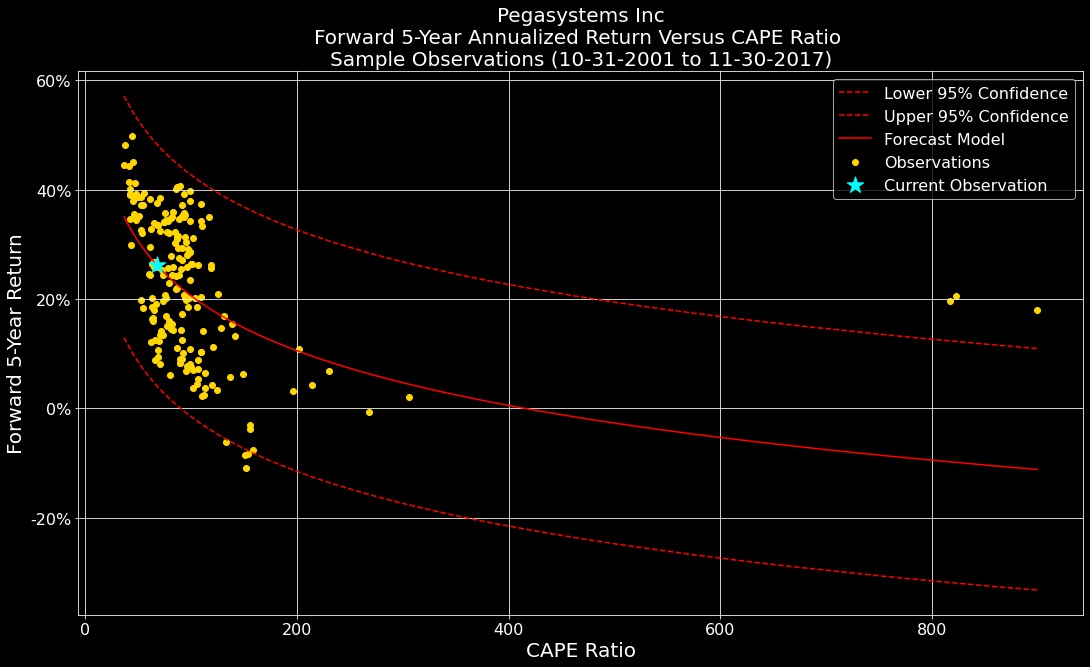 Pegasystems Inc
Forward 5-Year Annualized Return Versus CAPE Ratio
Sample Observations (10-31-2001 to 11-30-2017)
Lower 95% Confidence
Upper 95% Confidence
Forecast Model
Observations
Current Observation
Forward 5-Year Return
60%
40%
20%
0%
-20%
0 200 400 600 800
CAPE Ratio